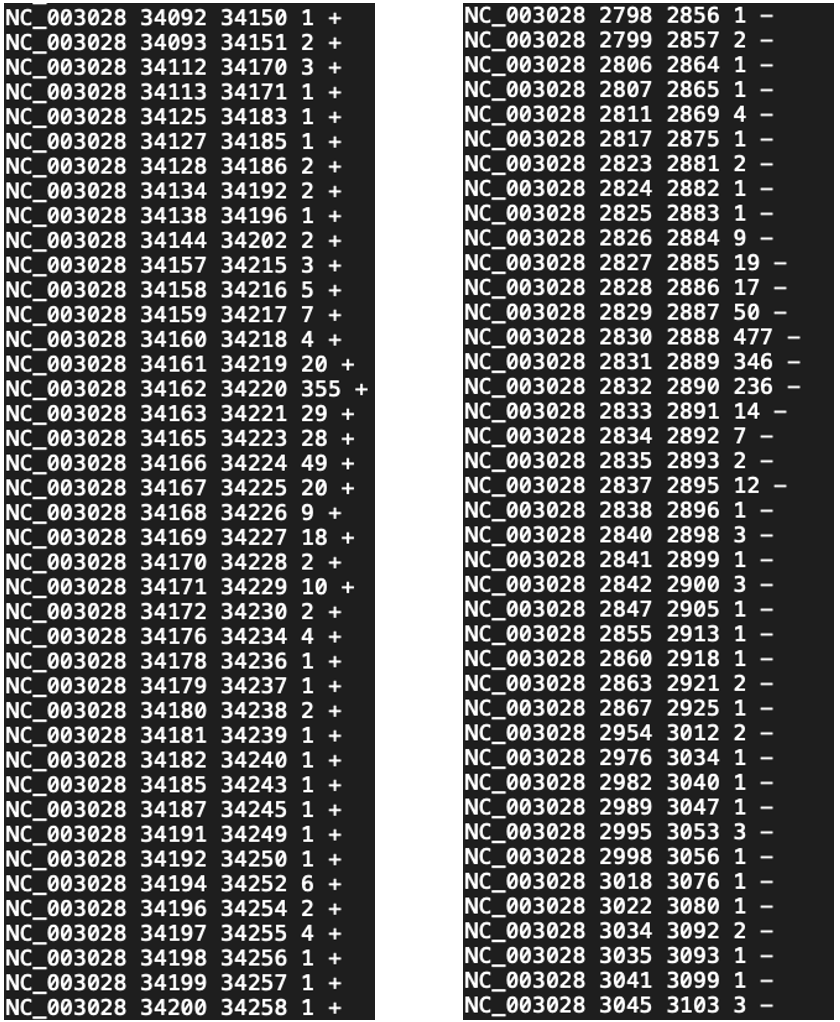 NC_003028 34092 34150 1 +
NC_003028 34093 34151 2 +
NC_003028 34112 34170 3 +
NC_003028 34113 34171 1 +
NC_003028 34125 34183 1 +
NC_003028 34127 34185 1 +
NC_003028 34128 34186 2 +
NC_003028 34134 34192 2 +
NC_003028 34138 34196 1 +
NC_003028 34144 34202 2 +
NC_003028 34157 34215 3 +
NC_003028 34158 34216 5 +
NC_003028 34159 34217 7 +
NC_003028 34160 34218 4 +
NC_003028 34161 34219 20 +
NC_003028 34162 34220 355 +
NC_003028 34163 34221 29 +
NC_003028 34165 34223 28 +
NC_003028 34166 34224 49 +
NC_003028 34167 34225 20 +
NC_003028 34168 34226 9 +
NC_003028 34169 34227 18 +
NC_003028 34170 34228 2 +
NC_003028 34171 34229 10 +
NC_003028 34172 34230 2 +
NC_003028 34176 34234 4 +
NC_003028 34178 34236 1 +
NC_003028 34179 34237 1 +
NC_003028 34180 34238 2 +
NC_003028 34181 34239 1 +
NC_003028 34182 34240 1 +
NC_003028 34185 34243 1 +
NC_003028 34187 34245 1 +
NC_003028 34191 34249 1 +
NC_003028 34192 34250 1 +
NC_003028 34194 34252 6 +
NC_003028 34196 34254 2 +
NC_003028 34197 34255 4 +
NC_003028 34198 34256 1 +
NC_003028 34199 34257 1 +
NC_003028 34200 34258 1 +
NC_003028 2798 2856 1 −
NC_003028 2799 2857 2 −
NC_003028 2806 2864 1 −
NC_003028 2807 2865 1 −
NC_003028 2811 2869 4 −
NC_003028 2817 2875 1 −
NC_003028 2823 2881 2 −
NC_003028 2824 2882 1 −
NC_003028 2825 2883 1 −
NC_003028 2826 2884 9 −
NC_003028 2827 2885 19 −
NC_003028 2828 2886 17 −
NC_003028 2829 2887 50 −
NC_003028 2830 2888 477 −
NC_003028 2831 2889 346 −
NC_003028 2832 2890 236 −
NC_003028 2833 2891 14 −
NC_003028 2834 2892 7 −
NC_003028 2835 2893 2 −
NC_003028 2837 2895 12 −
NC_003028 2838 2896 1 −
NC_003028 2840 2898 3 −
NC_003028 2841 2899 1 −
NC_003028 2842 2900 3 −
NC_003028 2847 2905 1 −
NC_003028 2855 2913 1 −
NC_003028 2860 2918 1 −
NC_003028 2863 2921 2 −
NC_003028 2867 2925 1 −
NC_003028 2954 3012 2 −
NC_003028 2976 3034 1 −
NC_003028 2982 3040 1 −
NC_003028 2989 3047 1 −
NC_003028 2995 3053 3 −
NC_003028 2998 3056 1 −
NC_003028 3018 3076 1 −
NC_003028 3022 3080 1 −
NC_003028 3034 3092 2 −
NC_003028 3035 3093 1 −
NC_003028 3041 3099 1 −
NC_003028 3045 3103 3 −